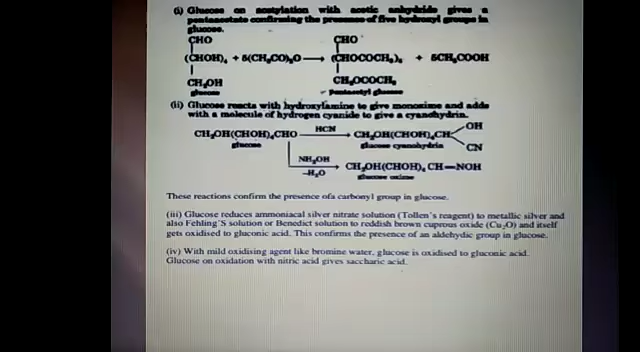 (i) Glucose on acetylation with acetic anhydride gives a
pentaacetate confirming the presence of five hydroxyl groups in
glucose.
CHO CHO
(CHOH)₄ + 5(CH₃CO)₂O ⟶ (CHOCOCH₃)₄ + 5CH₃COOH
CH₂OH CH₂OCOCH₃
glucose Pentaacetyl glucose
(ii) Glucose reacts with hydroxylamine to give monoxime and adds
with a molecule of hydrogen cyanide to give a cyanohydrin.
CH₂OH(CHOH)₄CHO HCN CH₂OH(CHOH)₄CH OH
glucose glucose cyanohydrin CN
NH₂OH
-H₂O CH₂OH(CHOH)₄ CH=NOH
glucose oxime
These reactions confirm the presence ofa carbonyl group in glucose.
(iii) Glucose reduces ammoniacal silver nitrate solution (Tollen's reagent) to metallic silver and
also Fehling'S solution or Benedict solution to reddish brown cuprous oxide (Cu₂O) and itself
gets oxidised to gluconic acid. This confirms the presence of an aldehydic group in glucose.
(iv) With mild oxidising agent like bromine water, glucose is oxidised to gluconic acid.
Glucose on oxidation with nitric acid gives saccharic acid.